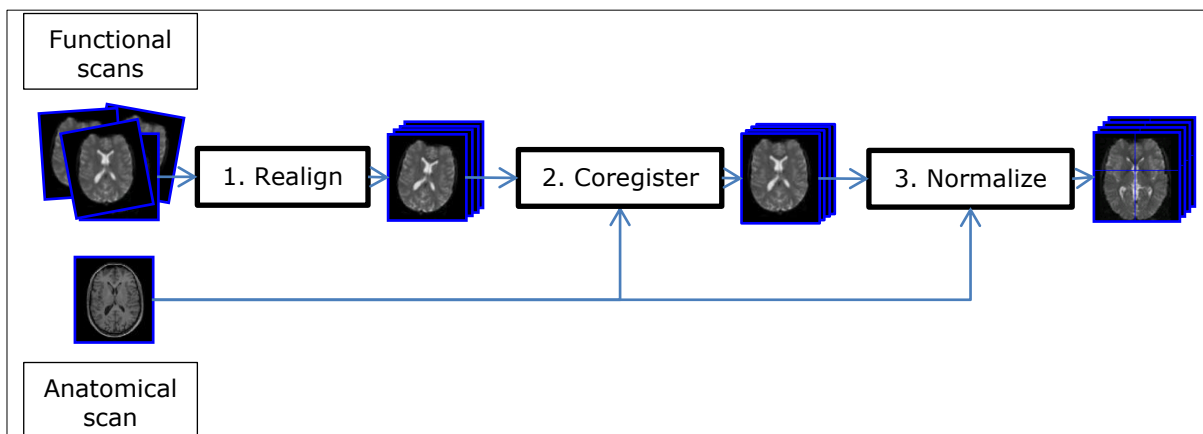 Functional
scans
1. Realign
2. Coregister
3. Normalize
Anatomical
scan